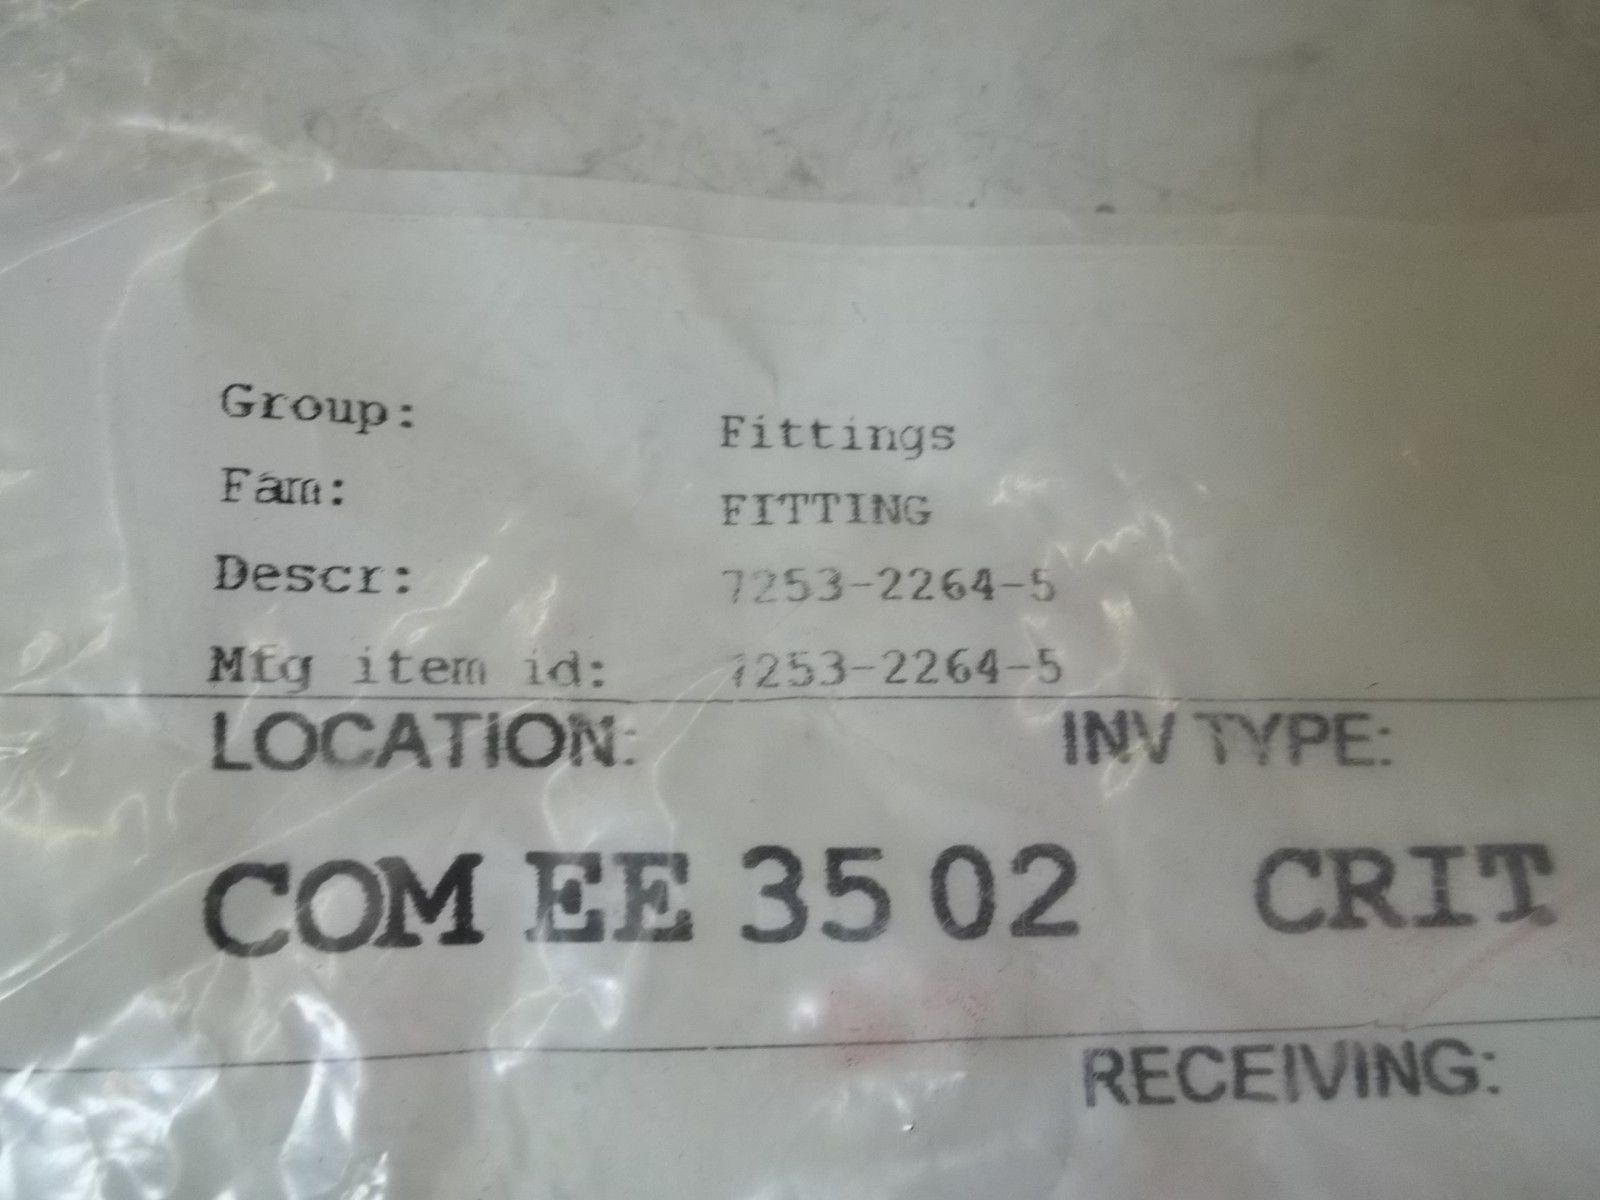 Group: Fittings
Fam: FITTING
Descr: 7253-2264-5
Mfg item id: 7253-2264-5
LOCATION: INV TYPE:
COM EE 35 02 CRIT
RECEIVING: